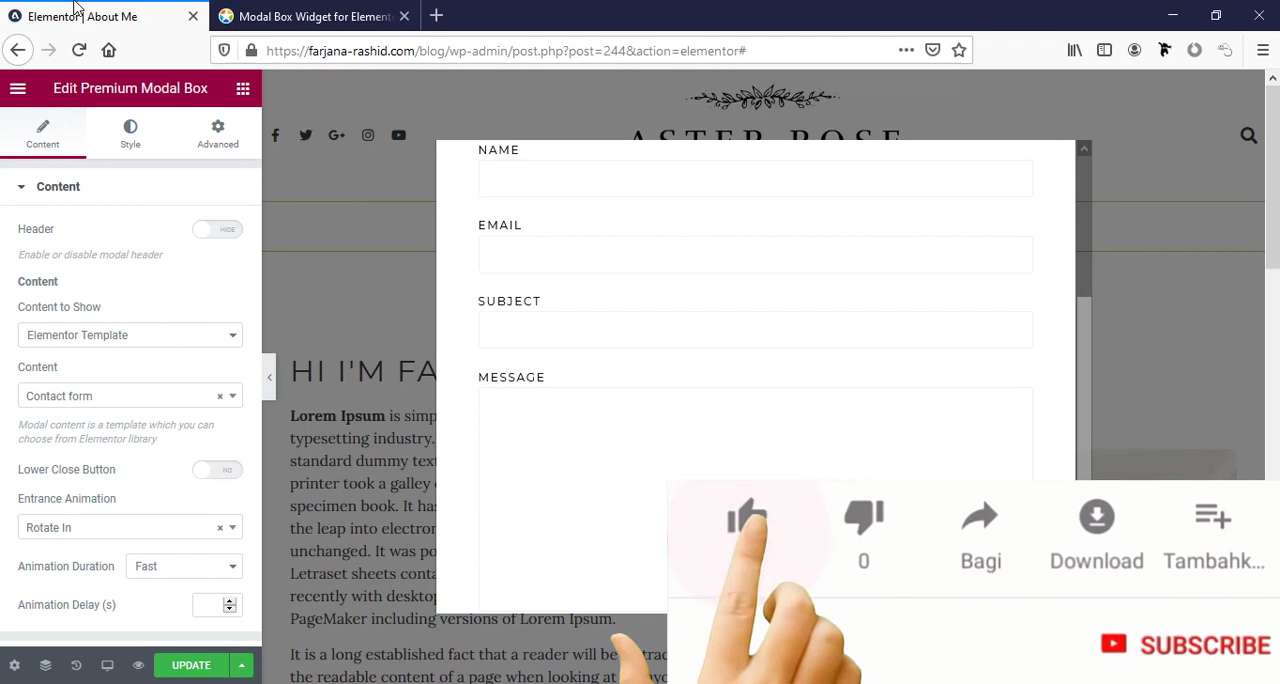 Elementor | About Me
Modal Box Widget for Element
https://farjana-rashid.com/blog/wp-admin/post.php?post=244&action=elementor#
Edit Premium Modal Box
Content
Style
Advanced
Content
Header
HIDE
Enable or disable modal header
Content
Content to Show
Elementor Template
Content
Contact form
Modal content is a template which you can
choose from Elementor library
Lower Close Button
NO
Entrance Animation
Rotate In
Animation Duration
Fast
Animation Delay (s)
UPDATE
ASTER ROSE
NAME
EMAIL
SUBJECT
MESSAGE
HI I'M FA
Lorem Ipsum is simp
typesetting industry.
standard dummy text
printer took a galley
specimen book. It has
the leap into electron
unchanged. It was po
Letraset sheets conta
recently with desktop
PageMaker including versions of Lorem Ipsum.
It is a long established fact that a reader will be
the readable content of a page when looking at
0
Bagi
Download
Tambahk...
SUBSCRIBE